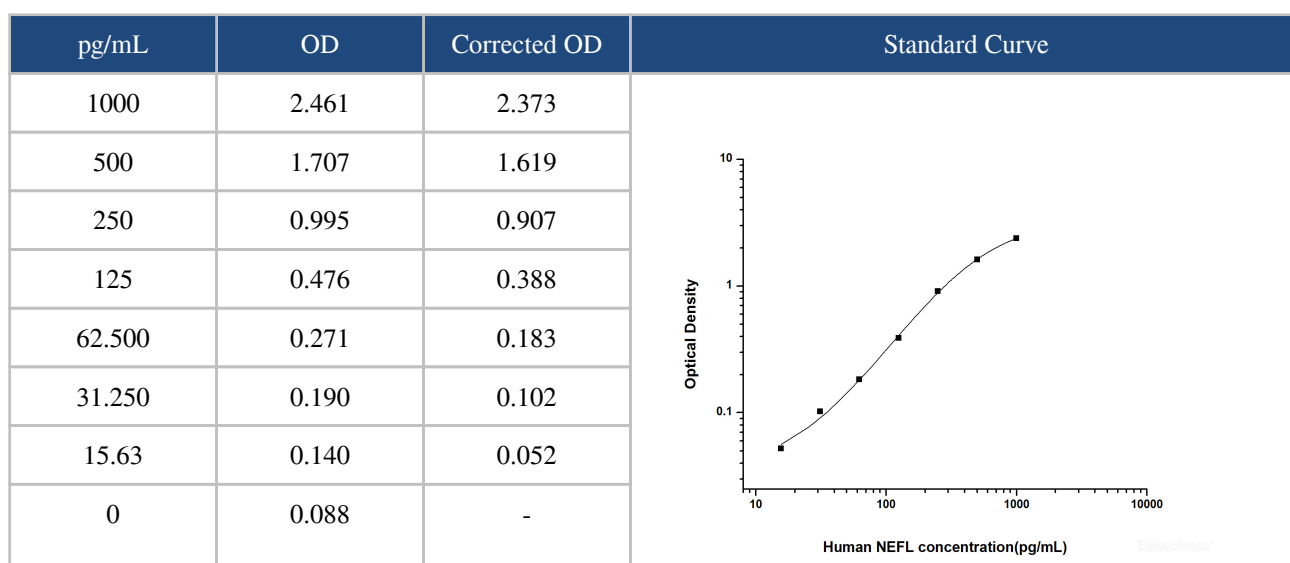 pg/mL OD Corrected OD Standard Curve
1000 2.461 2.373
500 1.707 1.619
250 0.995 0.907
125 0.476 0.388
62.500 0.271 0.183
31.250 0.190 0.102
15.63 0.140 0.052
0 0.088 -
10
1
0.1
Optical Density
10 100 1000 10000
Human NEFL concentration(pg/mL)
Elabscience®